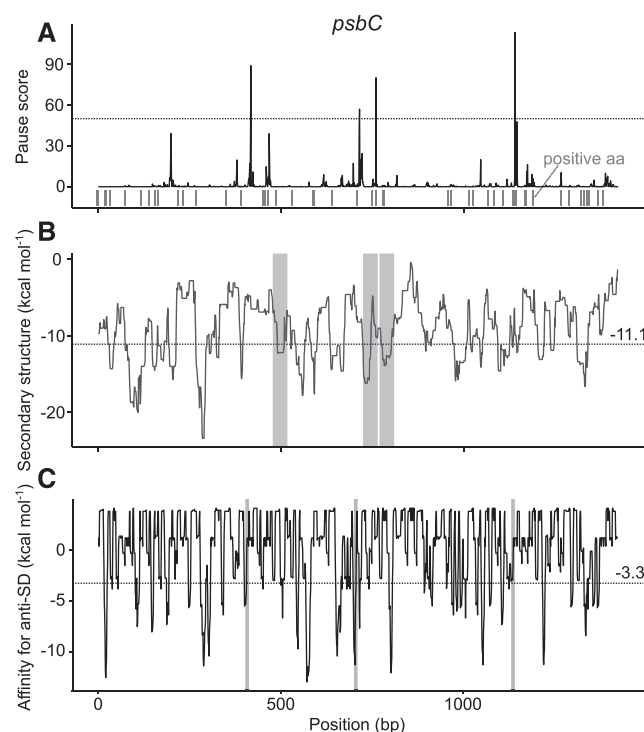 A
psbC
Pause score
90
60
30
0
positive aa
B
Secondary structure (kcal mol-1)
0
-10
-20
-11.1
C
Affinity for anti-SD (kcal mol-1)
0
-5
-10
-3.3
0
500
1000
Position (bp)